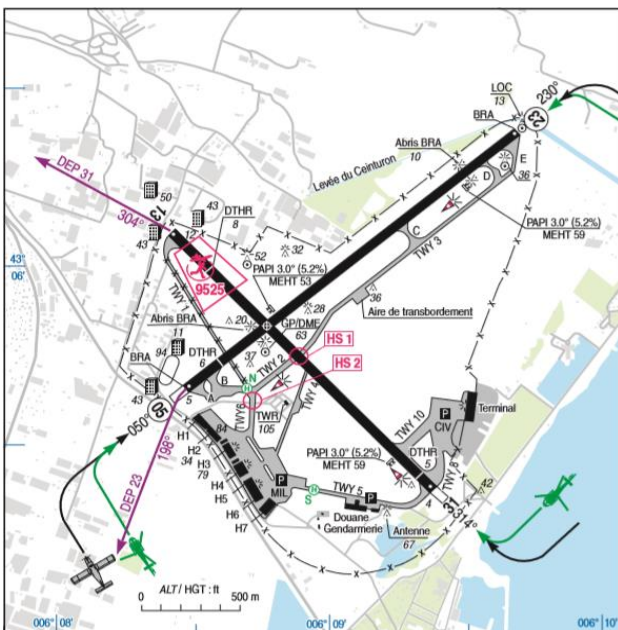 LOC
13
230°
23
BRA
Abris BRA
10
E
36
D
Levée du Ceinturon
DEP 31
304°
50
43
DTHR
8
13
12
43
52
32
PAPI 3.0° (5.2%)
MEHT 53
PAPI 3.0° (5.2%)
MEHT 59
C
TWY 3
43
06'
9525
TWY 1
36
Aire de transbordement
28
GP/DME
63
Abris BRA
11
20
HS 1
HS 2
94
BRA
DTHR
6
37
TWY 2
N
H
B
A
5
43
05
050°
TWY 4
TWY6
TWR
105
TWY 10
P
CIV
Terminal
DTHR
5
TWY 8
PAPI 3.0° (5.2%)
MEHT 59
84
H1
H2
34
H3
79
H4
H5
H6
H7
DEP 23
198°
P
MIL
H
S
TWY 5
P
Douane
Gendarmerie
Antenne
67
4
42
31
314°
ALT / HGT : ft
0
500 m
006° 08'
006° 09'
006° 10'